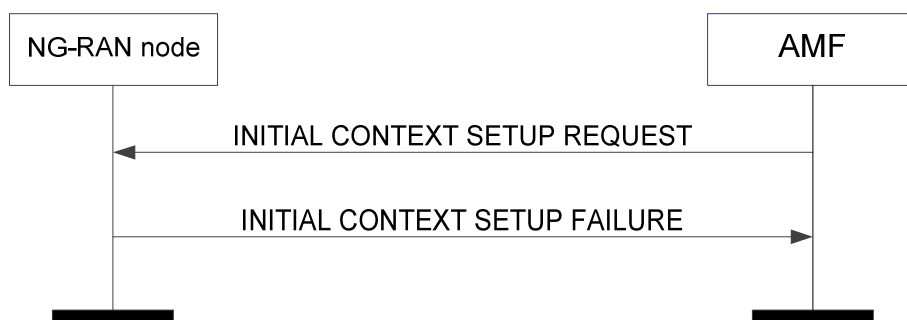 NG-RAN node
AMF
INITIAL CONTEXT SETUP REQUEST
INITIAL CONTEXT SETUP FAILURE